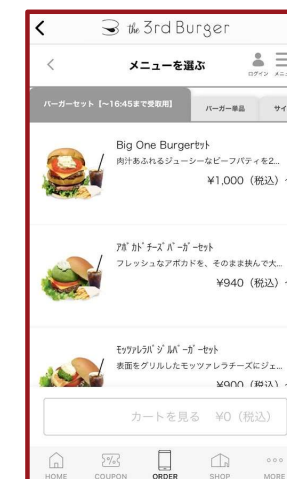 the 3rd Burger
メニューを選ぶ
ログイン
バーガーセット【～16:45まで受取用】
バーガー単品
サイ
Big One Burgerｾｯﾄ
肉汁あふれるジューシーなビーフパティを2...
¥1,000（税込）
ｱﾎﾞｶﾄﾞﾁｰｽﾞﾊﾞｰｶﾞｰｾｯﾄ
フレッシュなアボカドを、そのまま挟んで大...
¥940（税込）
ﾓｯﾂｧﾚﾗﾊﾞｼﾞﾙﾊﾞｰｶﾞｰｾｯﾄ
表面をグリルしたモッツァレラチーズにジェ...
¥900（税込）
カートを見る ¥0（税込）
HOME
COUPON
ORDER
SHOP
MORE